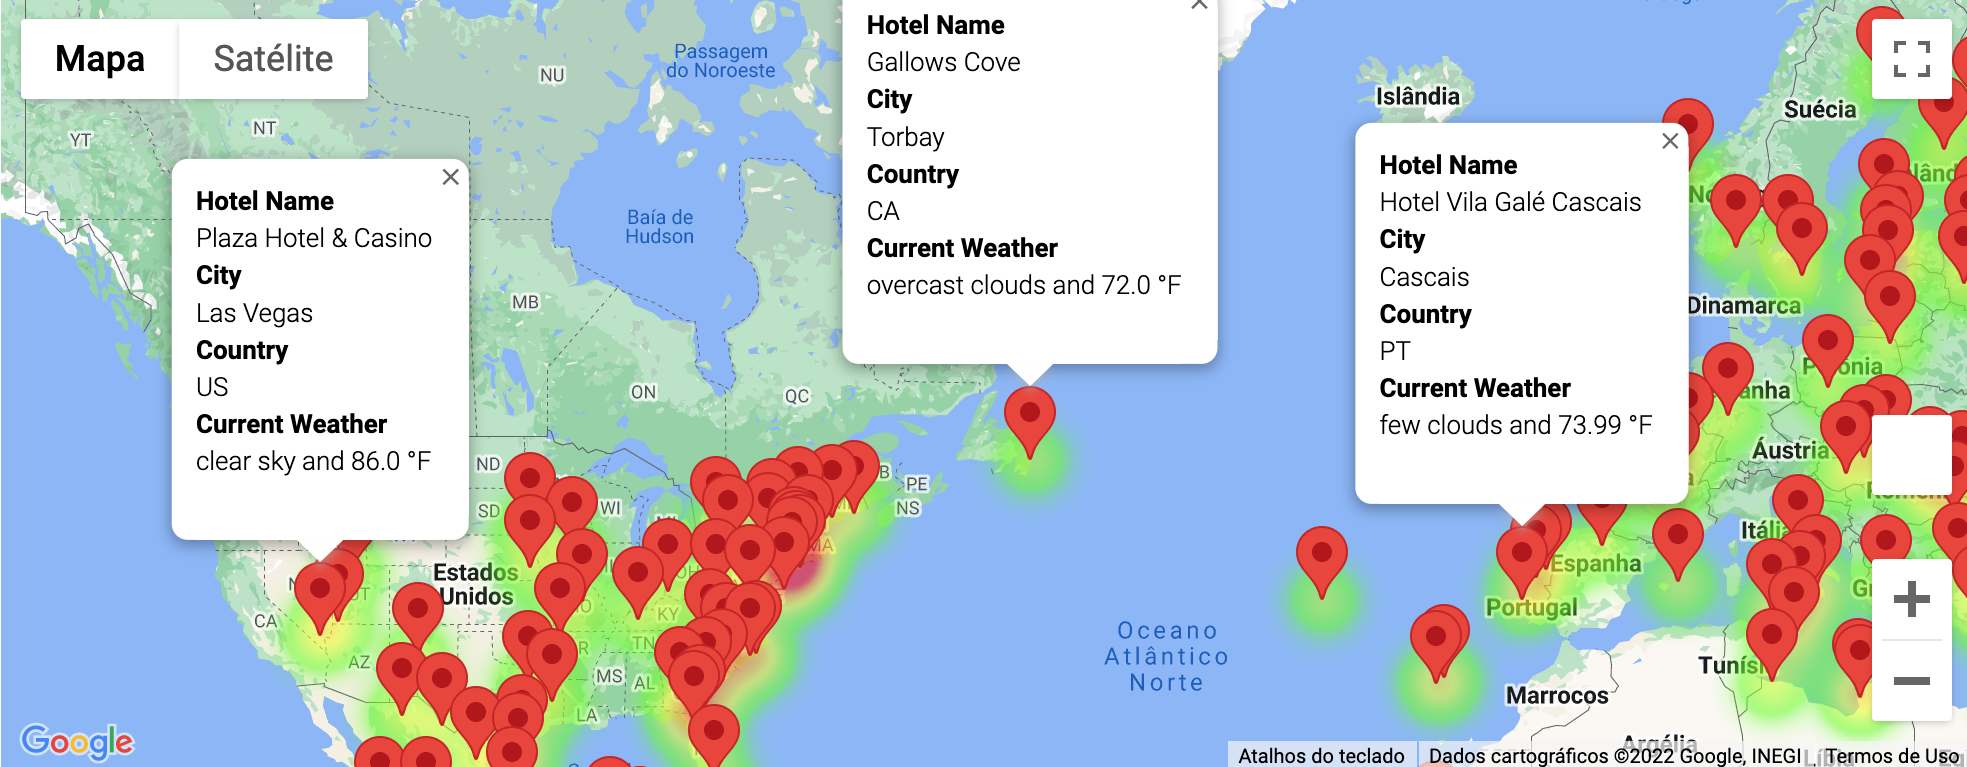 Mapa
Satélite
Hotel Name
Plaza Hotel & Casino
City
Las Vegas
Country
US
Current Weather
clear sky and 86.0 °F
Hotel Name
Gallows Cove
City
Torbay
Country
CA
Current Weather
overcast clouds and 72.0 °F
Hotel Name
Hotel Vila Galé Cascais
City
Cascais
Country
PT
Current Weather
few clouds and 73.99 °F
Passagem
do Noroeste
NU
YT
NT
Baía de
Hudson
MB
ON
QC
ND
SD
WI
PE
NS
MA
Estados
Unidos
CA
AZ
KY
TN
MS
AL
LA
Islândia
Suécia
Dinamarca
Áustria
Espanha
Portugal
Marrocos
Argélia
Oceano
Atlântico
Norte
Google
Atalhos do teclado
Dados cartográficos ©2022 Google, INEGI
Termos de Uso